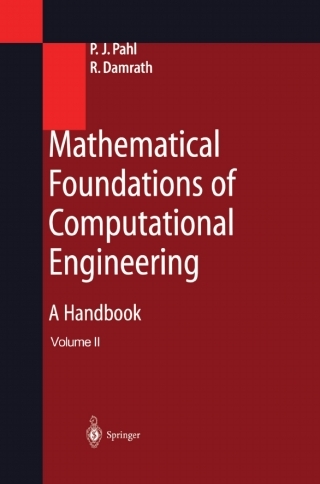 P. J. Pahl
R. Damrath
Mathematical
Foundations of
Computational
Engineering
A Handbook
Volume II
Springer